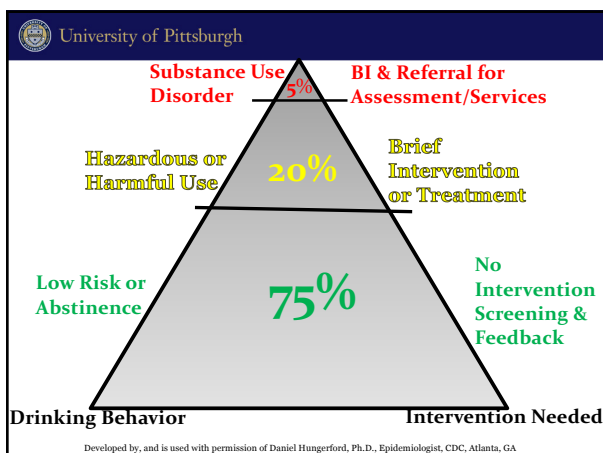 University of Pittsburgh
Substance Use
Disorder
5%
BI & Referral for
Assessment/Services
Hazardous or
Harmful Use
20%
Brief
Intervention
or Treatment
Low Risk or
Abstinence
75%
No
Intervention
Screening &
Feedback
Drinking Behavior
Intervention Needed
Developed by, and is used with permission of Daniel Hungerford, Ph.D., Epidemiologist, CDC, Atlanta, GA